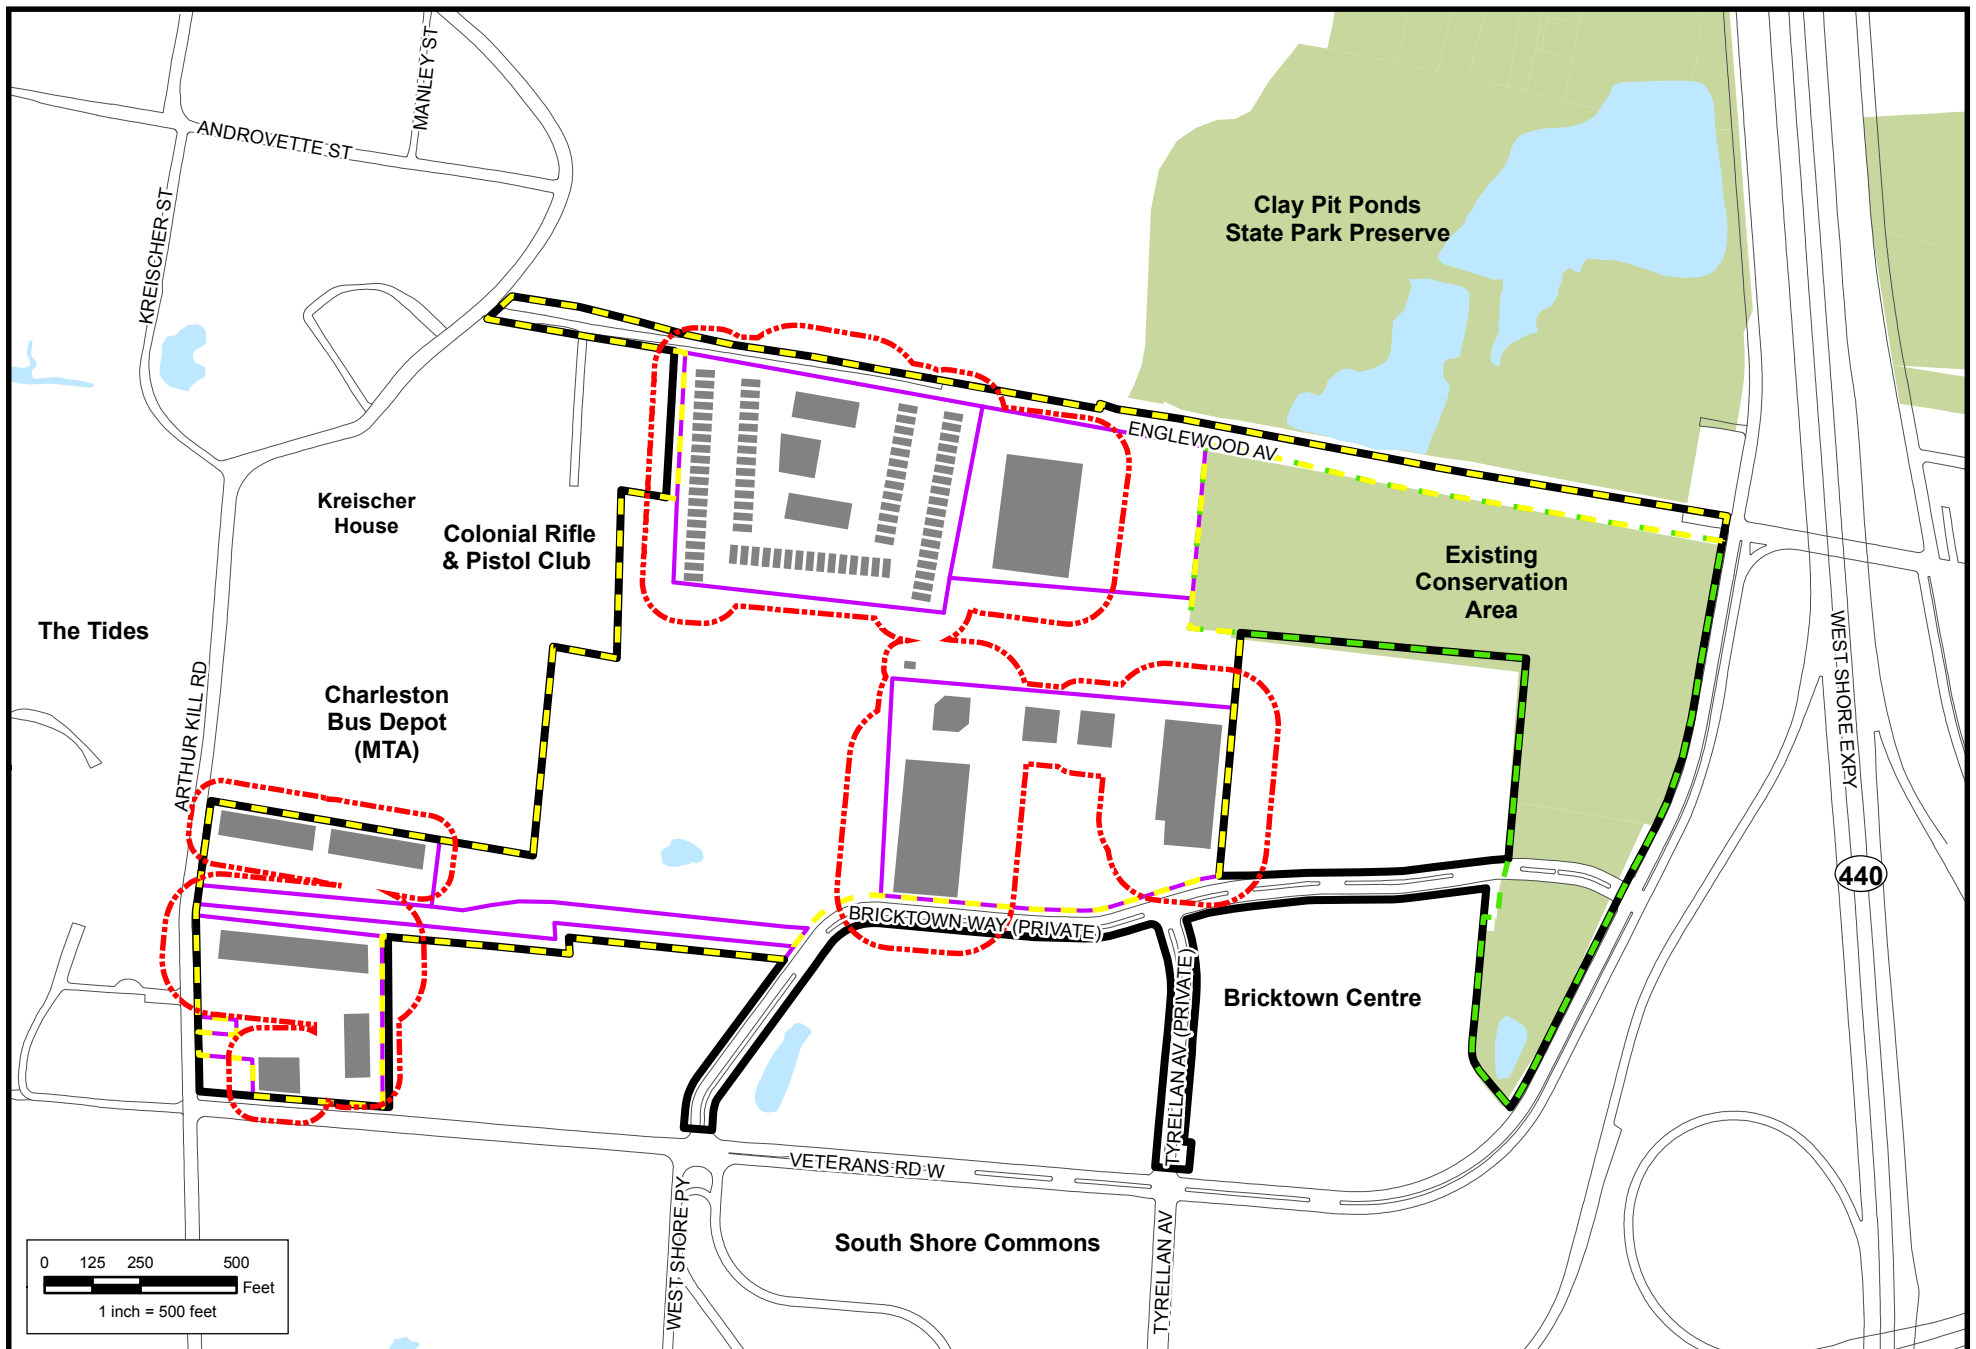 MANLEY ST
ANDROVETTE ST
KREISCHER ST
Clay Pit Ponds
State Park Preserve
ENGLEWOOD AV
Kreischer
House
Colonial Rifle
& Pistol Club
Existing
Conservation
Area
The Tides
WEST SHORE EXPY
ARTHUR KILL RD
Charleston
Bus Depot
(MTA)
440
BRICKTOWN WAY (PRIVATE)
TYRELLAN AV (PRIVATE)
Bricktown Centre
VETERANS RD W
WEST SHORE PY
TYRELLAN AV
South Shore Commons
0 125 250 500
Feet
1 inch = 500 feet